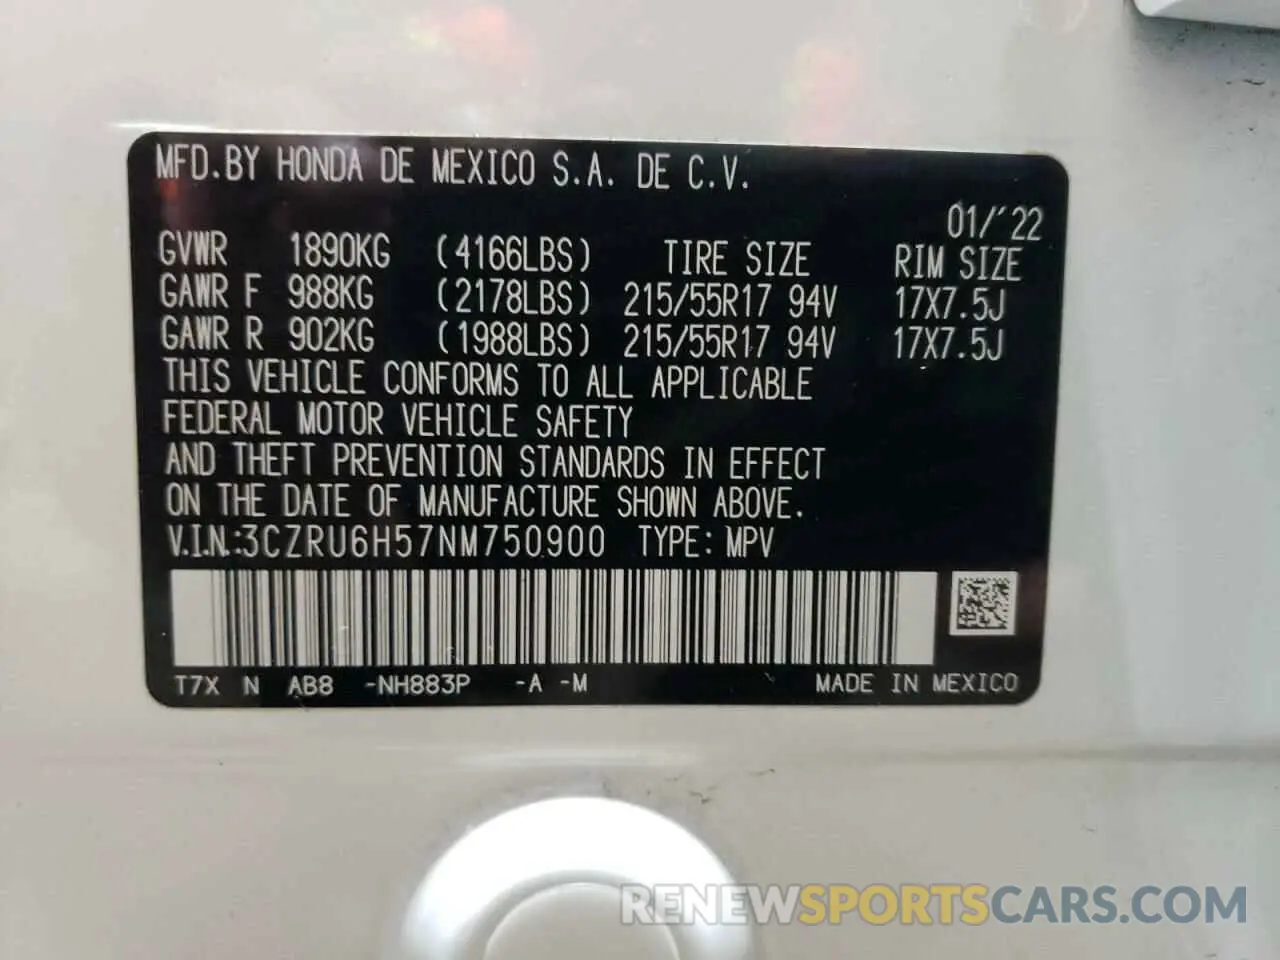 MFD.BY HONDA DE MEXICO S.A. DE C.V.
01/'22
GVWR 1890KG (4166LBS) TIRE SIZE RIM SIZE
GAWR F 988KG (2178LBS) 215/55R17 94V 17X7.5J
GAWR R 902KG (1988LBS) 215/55R17 94V 17X7.5J
THIS VEHICLE CONFORMS TO ALL APPLICABLE
FEDERAL MOTOR VEHICLE SAFETY
AND THEFT PREVENTION STANDARDS IN EFFECT
ON THE DATE OF MANUFACTURE SHOWN ABOVE.
V.I.N.:3CZRU6H57NM750900 TYPE: MPV
T7X N AB8 -NH883P -A -M MADE IN MEXICO
RENEWSPORTSCARS.COM